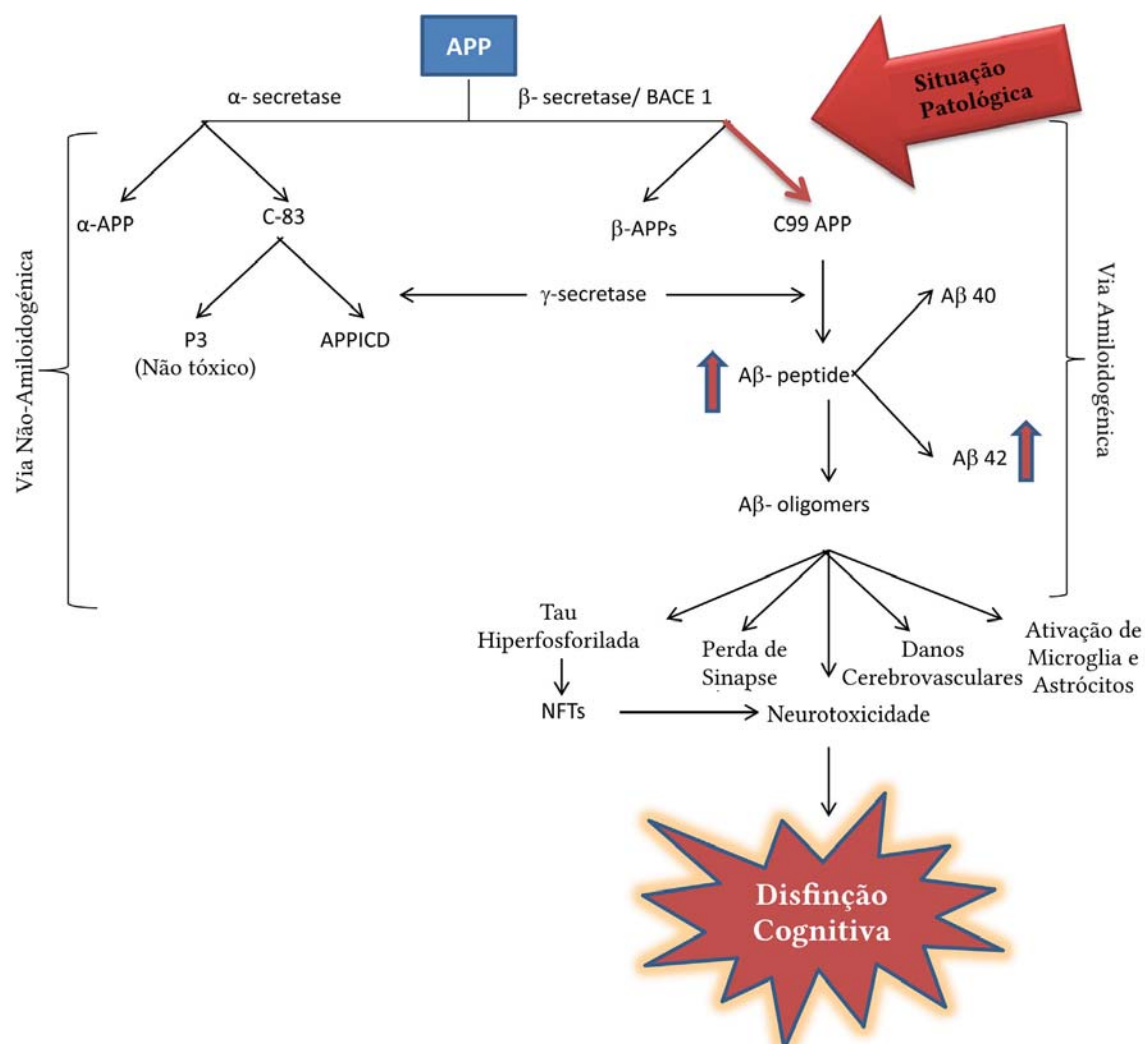 APP
Situação
Patológica
α- secretase
β- secretase/ BACE 1
α-APP
C-83
β-APPs
C99 APP
Via Não-Amiloidogénica
Via Amiloidogénica
γ-secretase
Aβ 40
P3
(Não tóxico)
APPICD
Aβ- peptide
Aβ 42
Aβ- oligomers
Tau
Hiperfosforilada
Perda de
Sinapse
Danos
Cerebrovasculares
Ativação de
Microglia e
Astrócitos
NFTs
Neurotoxicidade
Disfinção
Cognitiva